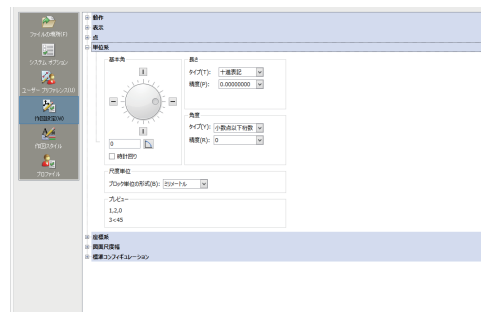 ファイルの場所(F)
システム オプション
ユーザー プリファレンス(U)
作図設定(W)
作図スタイル
プロファイル
動作
表示
点
単位系
基本角
0
時計回り
長さ
タイプ(T): 十進表記
精度(P): 0.00000000
角度
タイプ(Y): 小数点以下桁数
精度(R): 0
尺度単位
ブロック単位の形式(B): ミリメートル
プレビュー
1,2,0
3<45
座標系
図面尺度幅
標準コンフィギュレーション